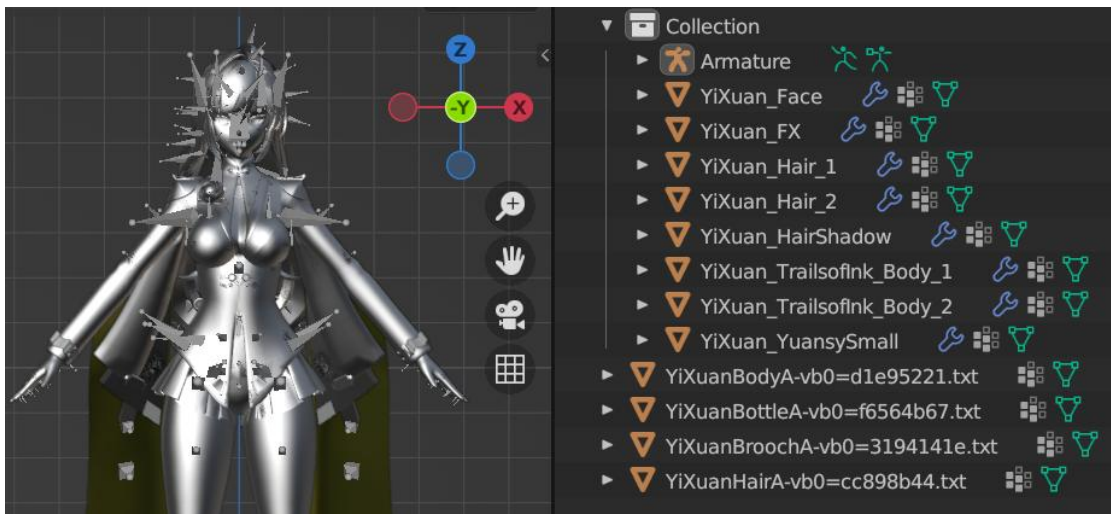 Z
-Y
X
Collection
Armature
YiXuan_Face
YiXuan_FX
YiXuan_Hair_1
YiXuan_Hair_2
YiXuan_HairShadow
YiXuan_TrailsofInk_Body_1
YiXuan_TrailsofInk_Body_2
YiXuan_YuansySmall
YiXuanBodyA-vb0=d1e95221.txt
YiXuanBottleA-vb0=f6564b67.txt
YiXuanBroochA-vb0=3194141e.txt
YiXuanHairA-vb0=cc898b44.txt